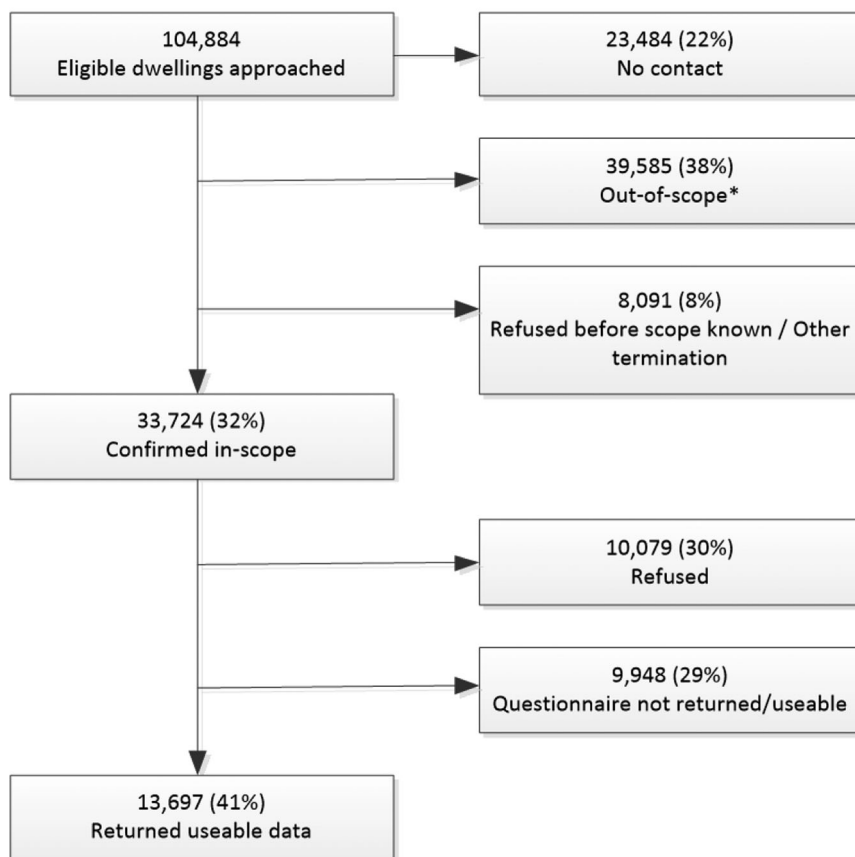 104,884
Eligible dwellings approached
23,484 (22%)
No contact
39,585 (38%)
Out-of-scope*
8,091 (8%)
Refused before scope known / Other
termination
33,724 (32%)
Confirmed in-scope
10,079 (30%)
Refused
9,948 (29%)
Questionnaire not returned/useable
13,697 (41%)
Returned useable data